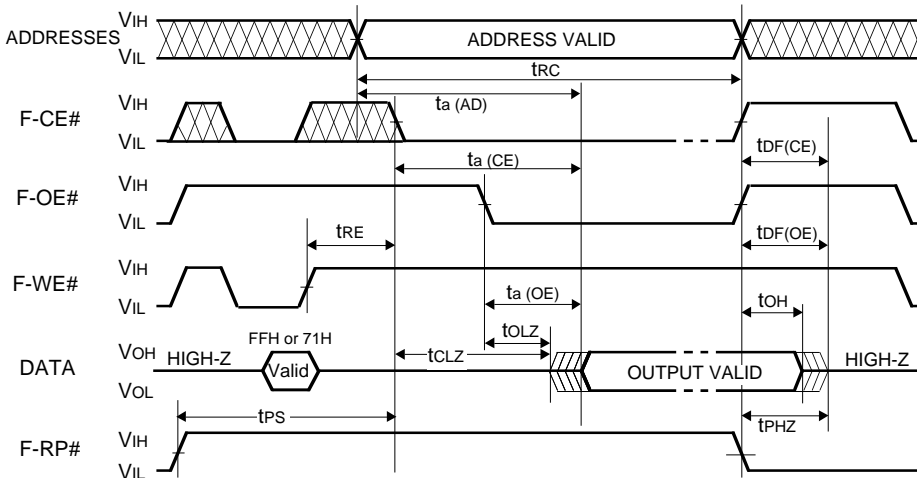 ADDRESSES VIH VIL ADDRESS VALID
tRC
ta (AD)
F-CE# VIH VIL tDF(CE)
ta (CE)
F-OE# VIH VIL
tRE tDF(OE)
F-WE# VIH VIL
ta (OE) tOH
tOLZ
FFH or 71H
DATA VOH VOL HIGH-Z Valid tCLZ OUTPUT VALID HIGH-Z
tPS tPHZ
F-RP# VIH VIL